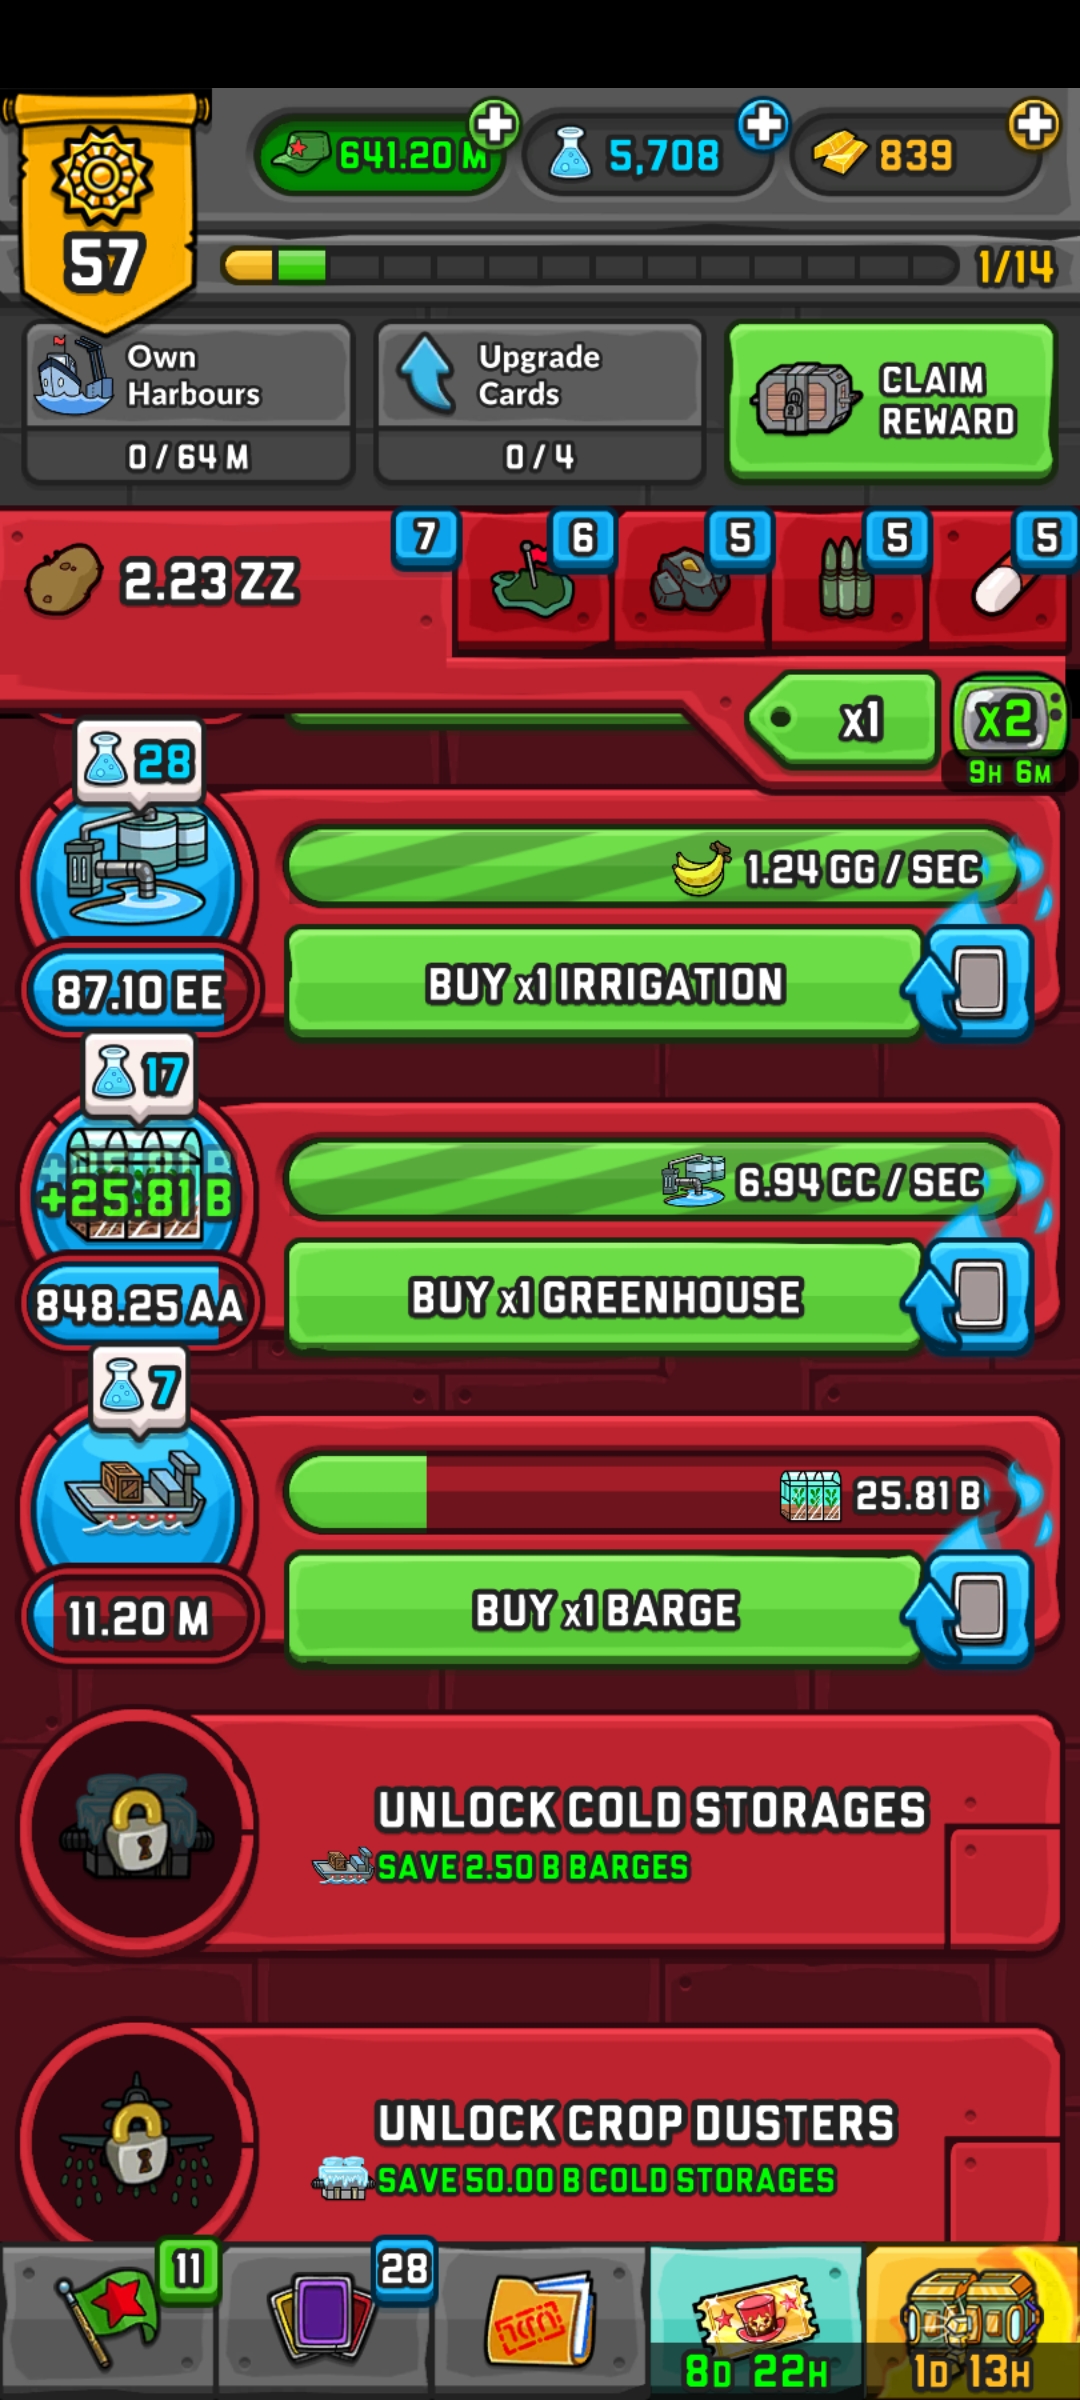 641.20 M
5,708
839
57
1/14
Own
Harbours
0 / 64 M
Upgrade
Cards
0 / 4
CLAIM
REWARD
2.23 ZZ
7
6
5
5
5
x1
x2
9H 6M
28
1.24 GG / SEC
87.10 EE
BUY x1 IRRIGATION
17
+25.81 B
6.94 CC / SEC
848.25 AA
BUY x1 GREENHOUSE
7
25.81 B
11.20 M
BUY x1 BARGE
UNLOCK COLD STORAGES
SAVE 2.50 B BARGES
UNLOCK CROP DUSTERS
SAVE 50.00 B COLD STORAGES
11
28
8D 22H
1D 13H